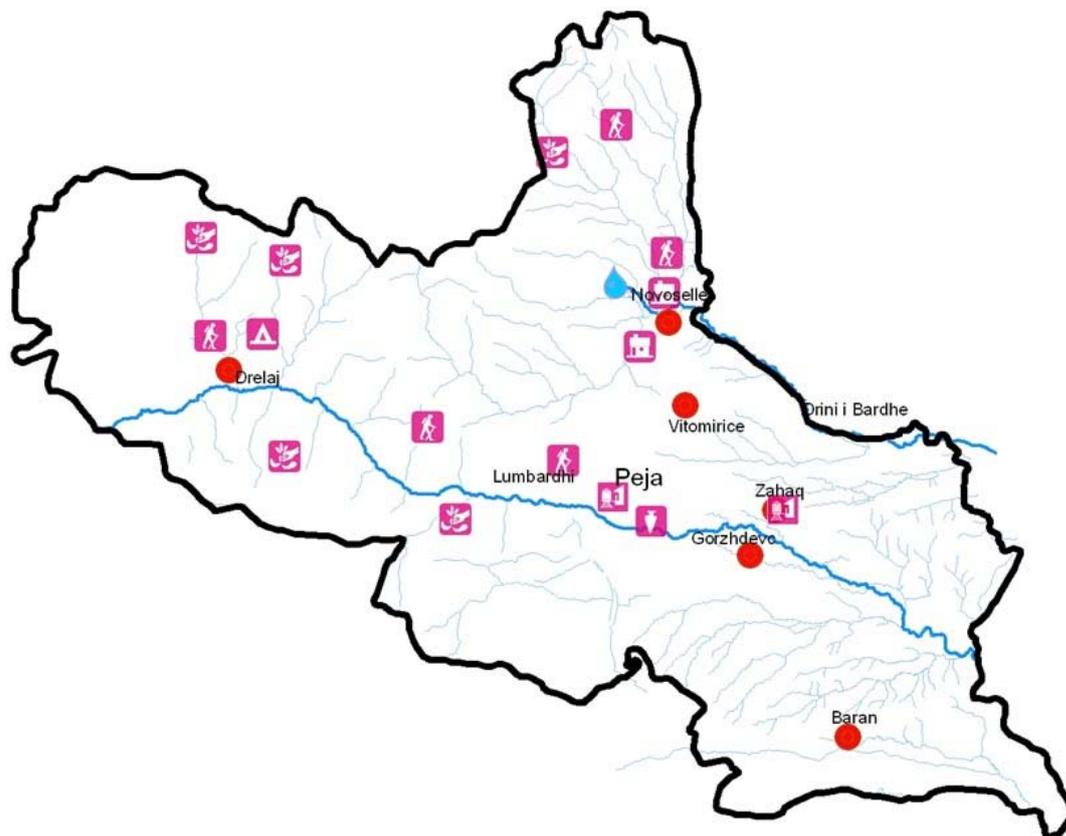 Novoselle
Drelaj
Drini i Bardhe
Vitomirice
Lumbardhi
Peja
Zahaq
Gorzhdevc
Baran